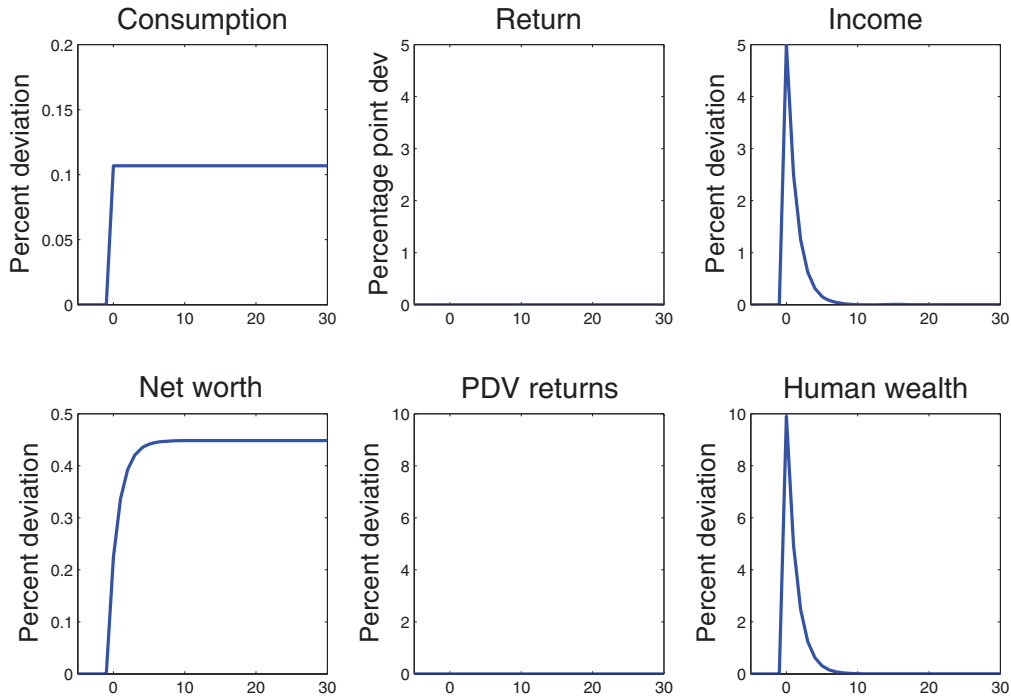 Consumption
Return
Income
Percent deviation
0.2
0.15
0.1
0.05
0
0 10 20 30
Percentage point dev
5
4
3
2
1
0
0 10 20 30
Percent deviation
5
4
3
2
1
0
0 10 20 30
Net worth
PDV returns
Human wealth
Percent deviation
0.5
0.4
0.3
0.2
0.1
0
0 10 20 30
Percent deviation
10
8
6
4
2
0
0 10 20 30
Percent deviation
10
8
6
4
2
0
0 10 20 30